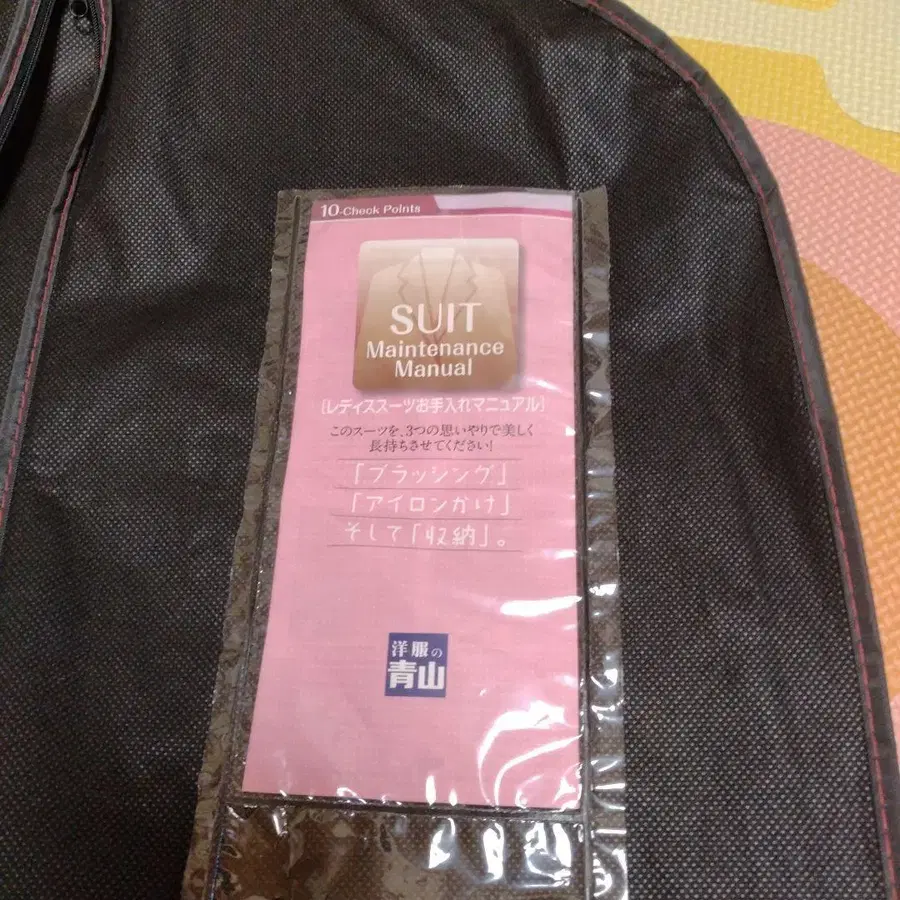 10-Check Points
SUIT
Maintenance
Manual
[レディススーツお手入れマニュアル]
このスーツを、3つの思いやりで美しく
長持ちさせてください!
「ブラッシング」
「アイロンかけ」
そして「収納」。
洋服の
青山